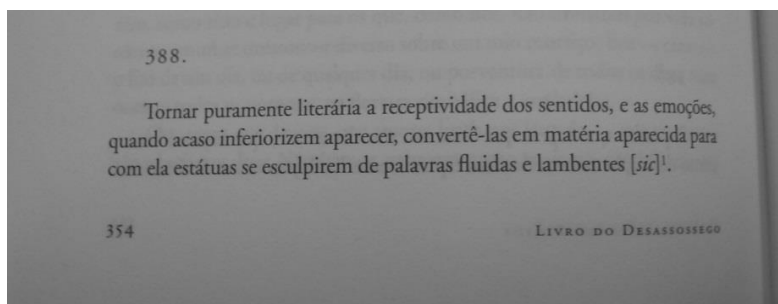 388.
Tornar puramente literária a receptividade dos sentidos, e as emoções,
quando acaso inferiorizem aparecer, convertê-las em matéria aparecida para
com ela estátuas se esculpirem de palavras fluidas e lambentes [sic]¹.
354
LIVRO DO DESASSOSSEGO